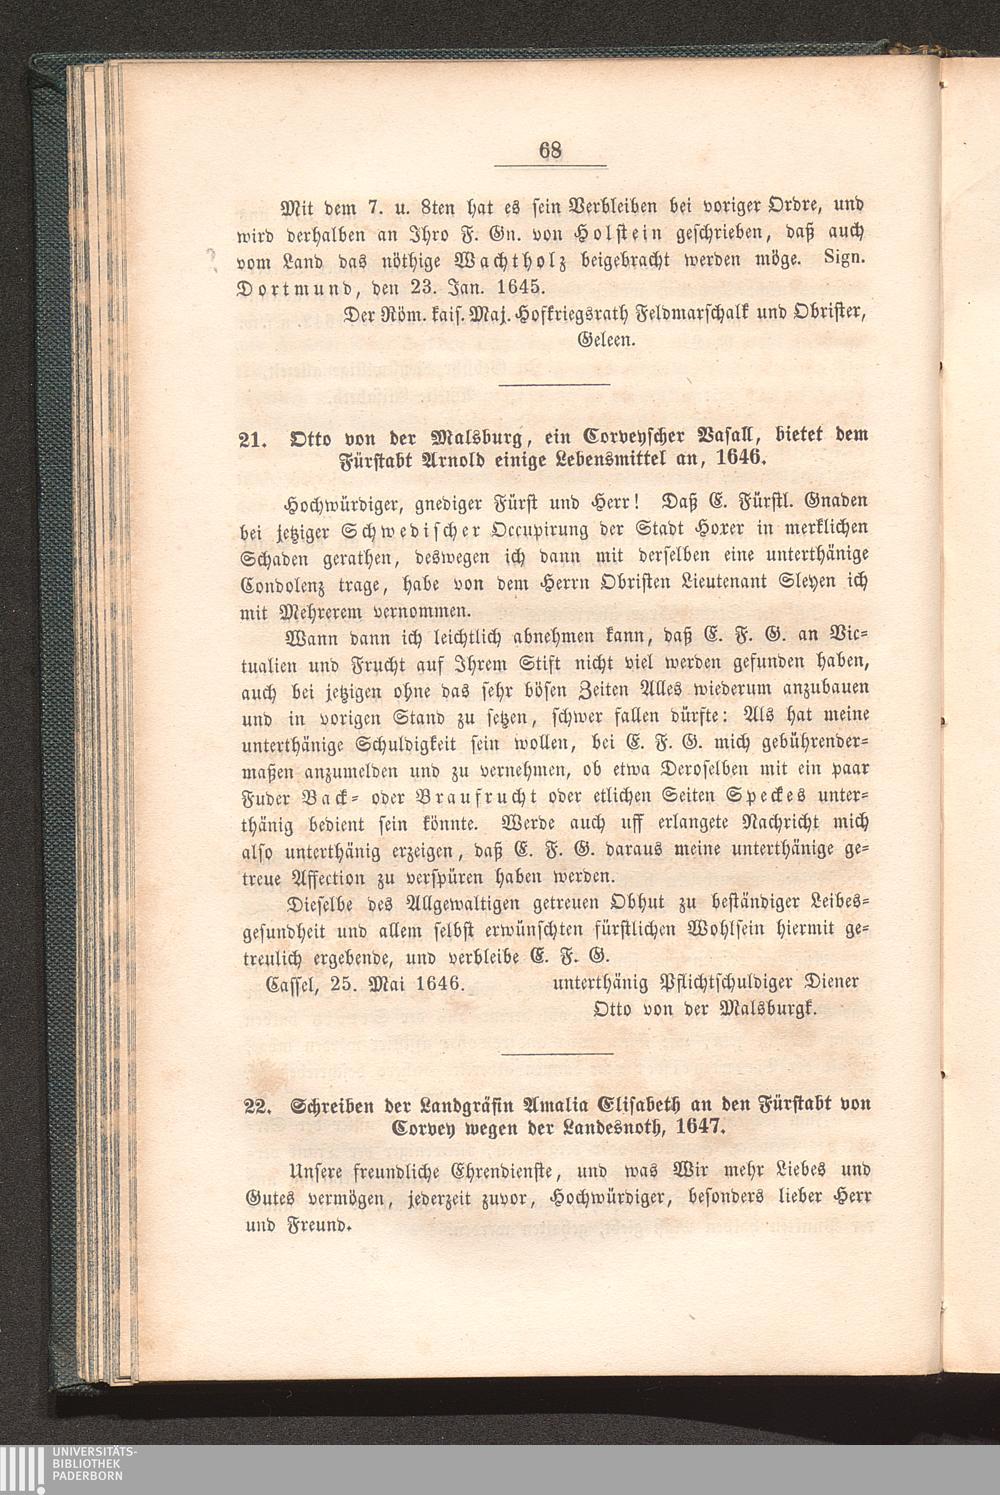 68
Mit dem 7. u. 8ten hat es sein Verbleiben bei voriger Ordre, und
wird derhalben an Ihro F. Gn. von Holstein geschrieben, daß auch
vom Land das nöthige Wachtholz beigebracht werden möge. Sign.
Dortmund, den 23. Jan. 1645.
Der Röm. kais. Maj. Hofkriegsrath Feldmarschalk und Obrister,
Geleen.
21. Otto von der Malsburg, ein Corveyscher Vasall, bietet dem
Fürstabt Arnold einige Lebensmittel an, 1646.
Hochwürdiger, gnediger Fürst und Herr! Daß E. Fürstl. Gnaden
bei jetziger Schwedischer Occupirung der Stadt Hoxer in merklichen
Schaden gerathen, deswegen ich dann mit derselben eine unterthänige
Condolenz trage, habe von dem Herrn Obristen Lieutenant Sleyen ich
mit Mehrerem vernommen.
Wann dann ich leichtlich abnehmen kann, daß E. F. G. an Vic-
tualien und Frucht auf Ihrem Stift nicht viel werden gefunden haben,
auch bei jetzigen ohne das sehr bösen Zeiten Alles wiederum anzubauen
und in vorigen Stand zu setzen, schwer fallen dürfte: Als hat meine
unterthänige Schuldigkeit sein wollen, bei E. F. G. mich gebührender-
maßen anzumelden und zu vernehmen, ob etwa Deroselben mit ein paar
Fuder Back- oder Braufrucht oder etlichen Seiten Speckes unter-
thänig bedient sein könnte. Werde auch uff erlangete Nachricht mich
also unterthänig erzeigen, daß E. F. G. daraus meine unterthänige ge-
treue Affection zu verspüren haben werden.
Dieselbe des Allgewaltigen getreuen Obhut zu beständiger Leibes-
gesundheit und allem selbst erwünschten fürstlichen Wohlsein hiermit ge-
treulich ergebende, und verbleibe E. F. G.
Cassel, 25. Mai 1646. unterthänig Pflichtschuldiger Diener
Otto von der Malsburgk.
22. Schreiben der Landgräfin Amalia Elisabeth an den Fürstabt von
Corvey wegen der Landesnoth, 1647.
Unsere freundliche Ehrendienste, und was Wir mehr Liebes und
Gutes vermögen, jederzeit zuvor, Hochwürdiger, besonders lieber Herr
und Freund.
UNIVERSITÄTS-
BIBLIOTHEK
PADERBORN